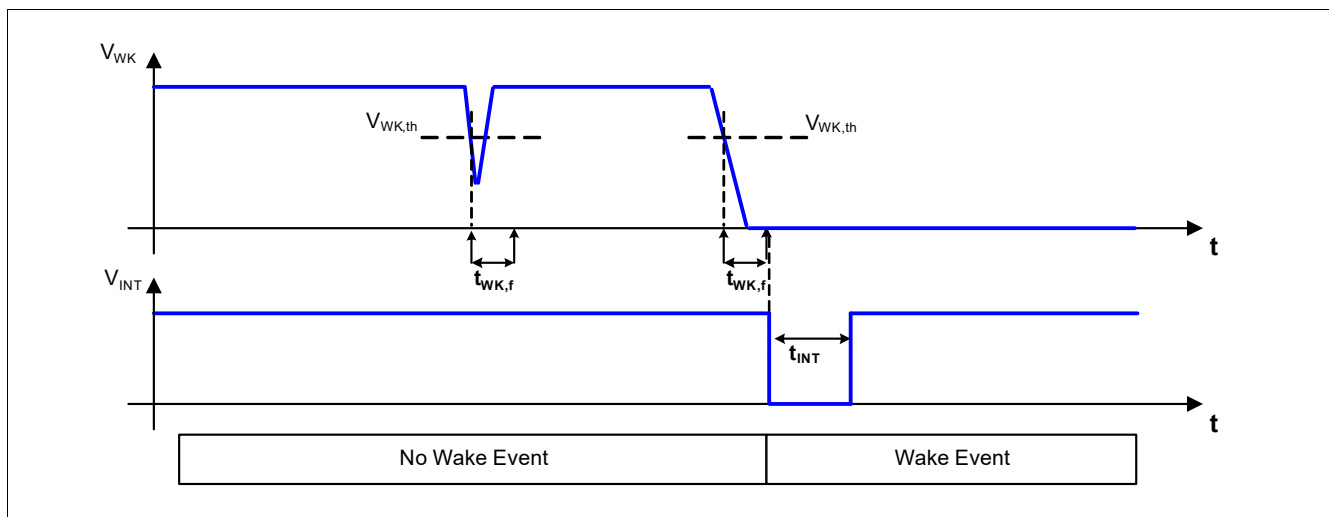 VWK
VWK,th
VWK,th
t
tWK,f
tWK,f
VINT
tINT
t
No Wake Event
Wake Event